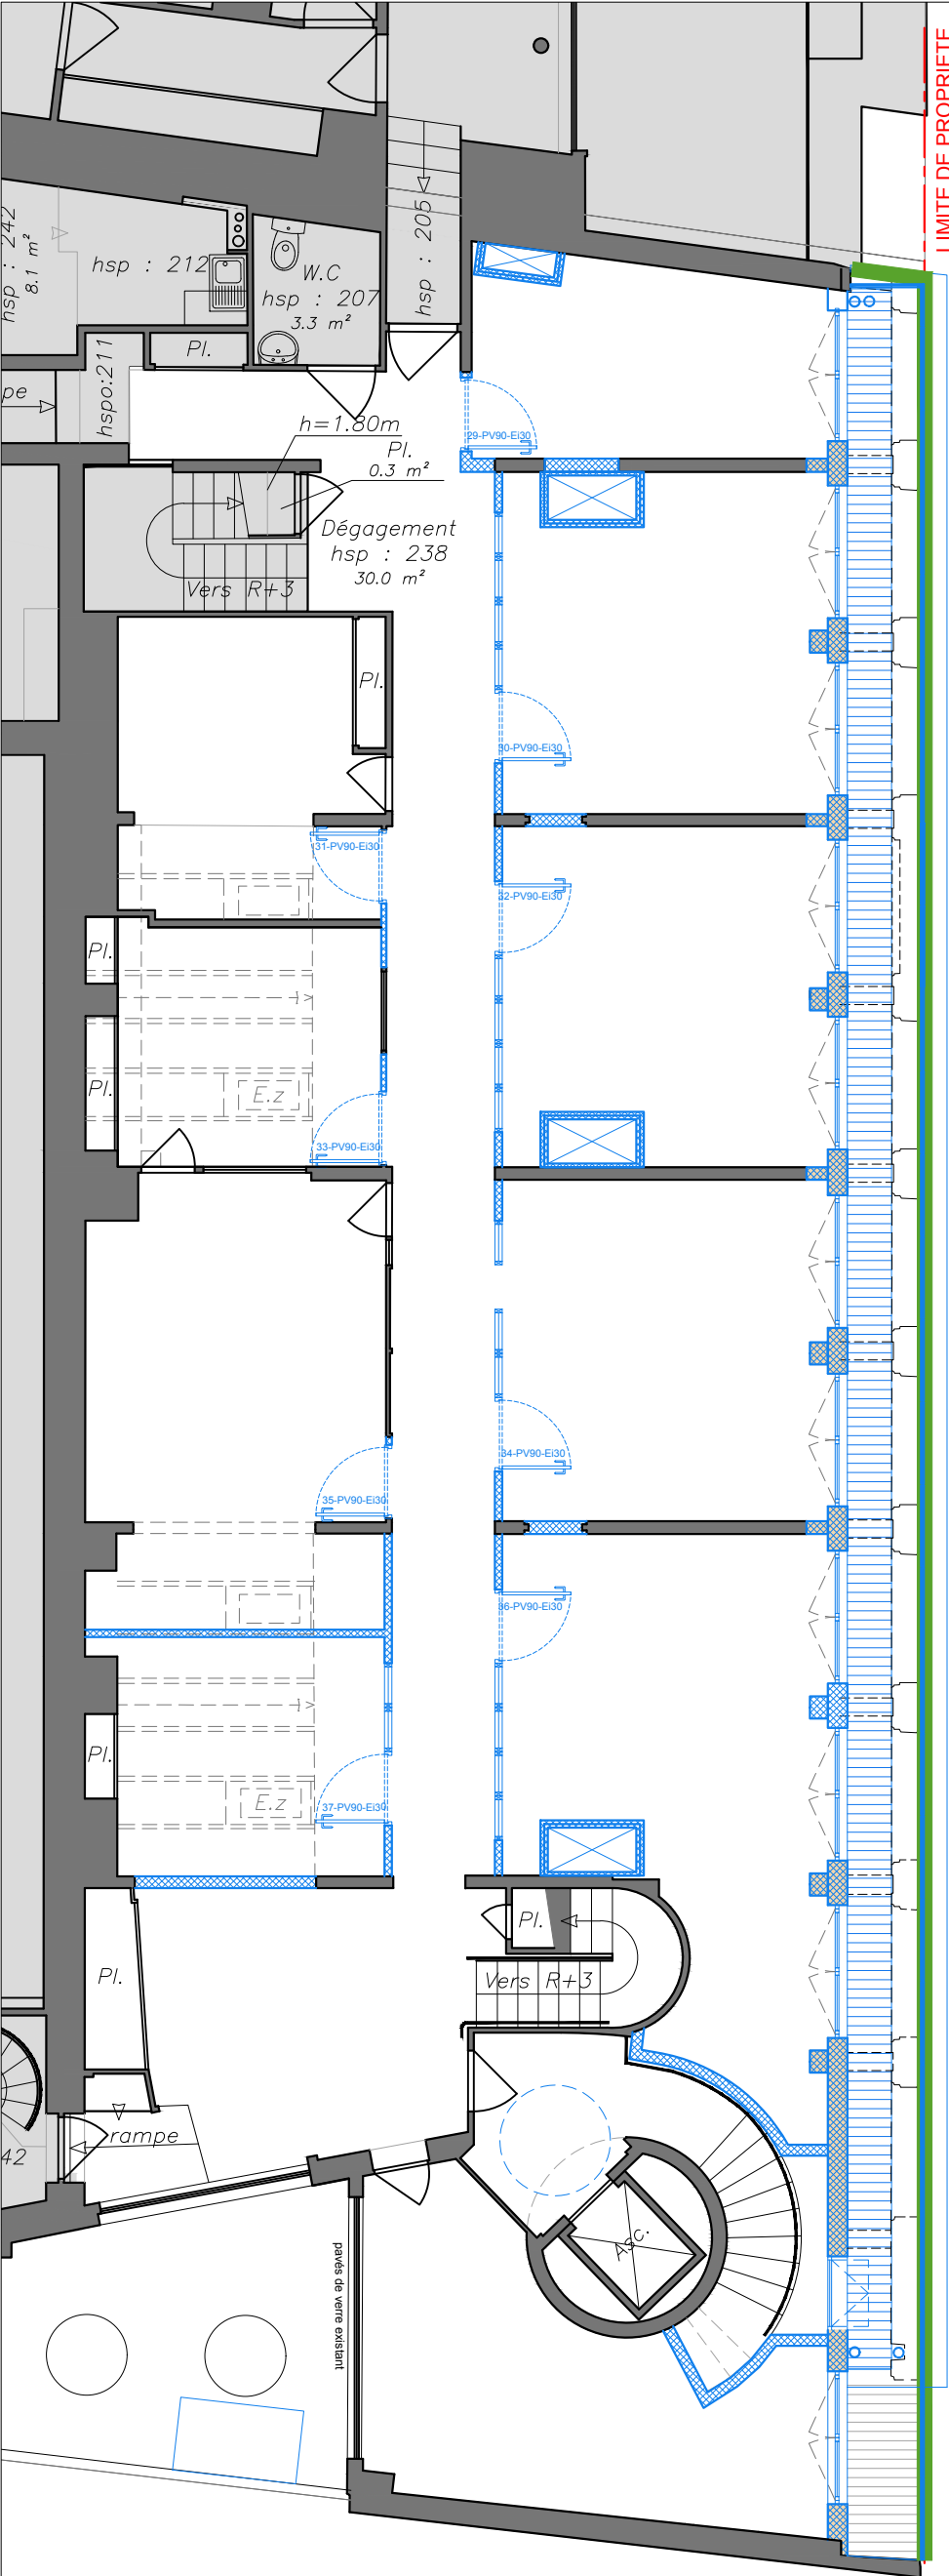 LIMITE DE PROPRIETE
hsp : 242
8.1 m²
hsp : 212
W.C
hsp : 207
3.3 m²
hsp : 205
Pl.
hspo:211
pe
h=1.80m
Pl.
0.3 m²
29-PV90-Ei30
Dégagement
hsp : 238
30.0 m²
Vers R+3
Pl.
30-PV90-Ei30
31-PV90-Ei30
32-PV90-Ei30
Pl.
Pl.
E.z
33-PV90-Ei30
34-PV90-Ei30
35-PV90-Ei30
36-PV90-Ei30
Pl.
E.z
37-PV90-Ei30
Pl.
Pl.
Vers R+3
rampe
42
Asc.
pavés de verre existant